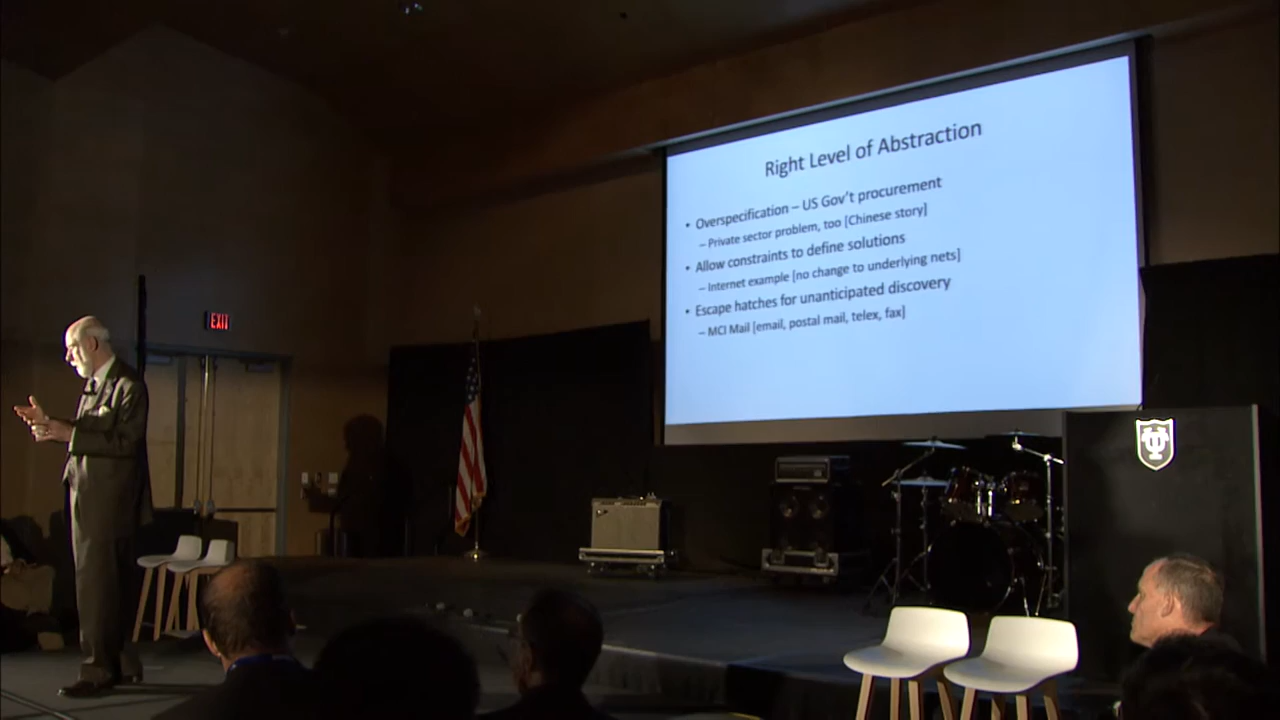 Right Level of Abstraction
• Overspecification – US Gov't procurement
– Private sector problem, too [Chinese story]
• Allow constraints to define solutions
– Internet example [no change to underlying nets]
• Escape hatches for unanticipated discovery
– MCI Mail [email, postal mail, telex, fax]
EXIT